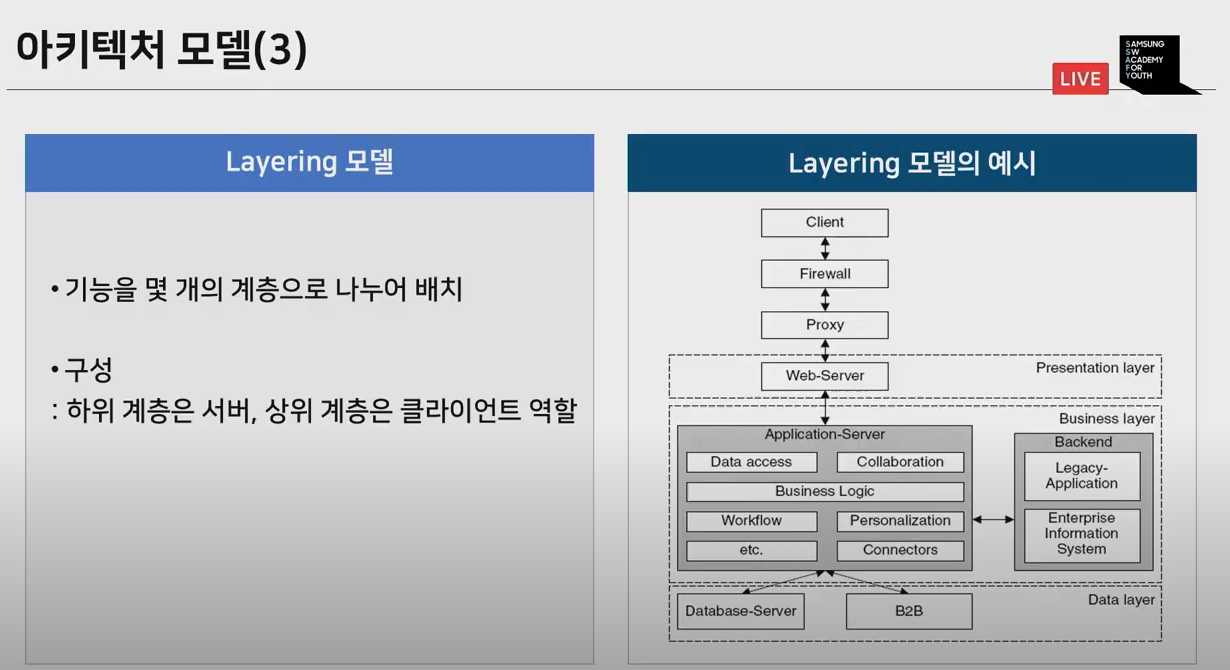 아키텍처 모델(3)
LIVE
SAMSUNG
SW
ACADEMY
FOR
YOUTH
Layering 모델
• 기능을 몇 개의 계층으로 나누어 배치
• 구성
: 하위 계층은 서버, 상위 계층은 클라이언트 역할
Layering 모델의 예시
Client
Firewall
Proxy
Presentation layer
Web-Server
Business layer
Application-Server
Data access
Collaboration
Business Logic
Workflow
Personalization
etc.
Connectors
Backend
Legacy-
Application
Enterprise
Information
System
Data layer
Database-Server
B2B